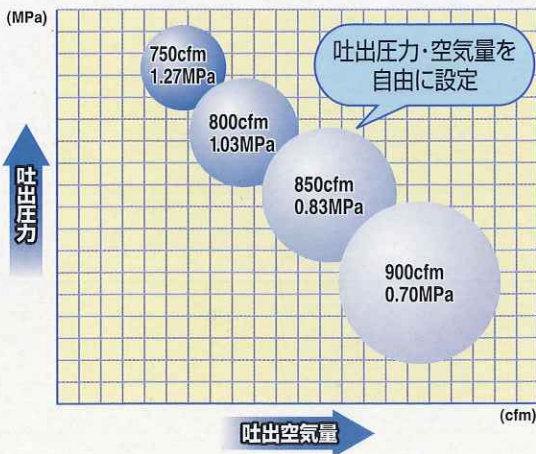 (MPa)
750cfm
1.27MPa
吐出圧力・空気量を
自由に設定
800cfm
1.03MPa
850cfm
0.83MPa
吐出圧力
900cfm
0.70MPa
(cfm)
吐出空気量